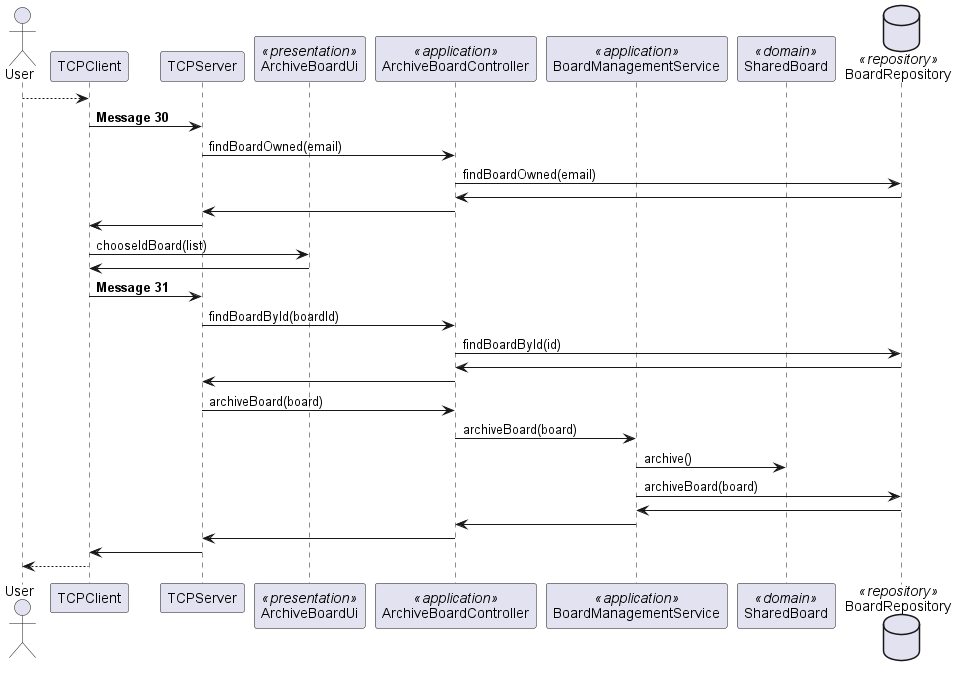 User
TCPClient
TCPServer
«presentation»
ArchiveBoardUi
«application»
ArchiveBoardController
«application»
BoardManagementService
«domain»
SharedBoard
«repository»
BoardRepository
Message 30
findBoardOwned(email)
findBoardOwned(email)
chooseIdBoard(list)
Message 31
findBoardById(boardId)
findBoardById(id)
archiveBoard(board)
archiveBoard(board)
archive()
archiveBoard(board)
User
TCPClient
TCPServer
«presentation»
ArchiveBoardUi
«application»
ArchiveBoardController
«application»
BoardManagementService
«domain»
SharedBoard
«repository»
BoardRepository